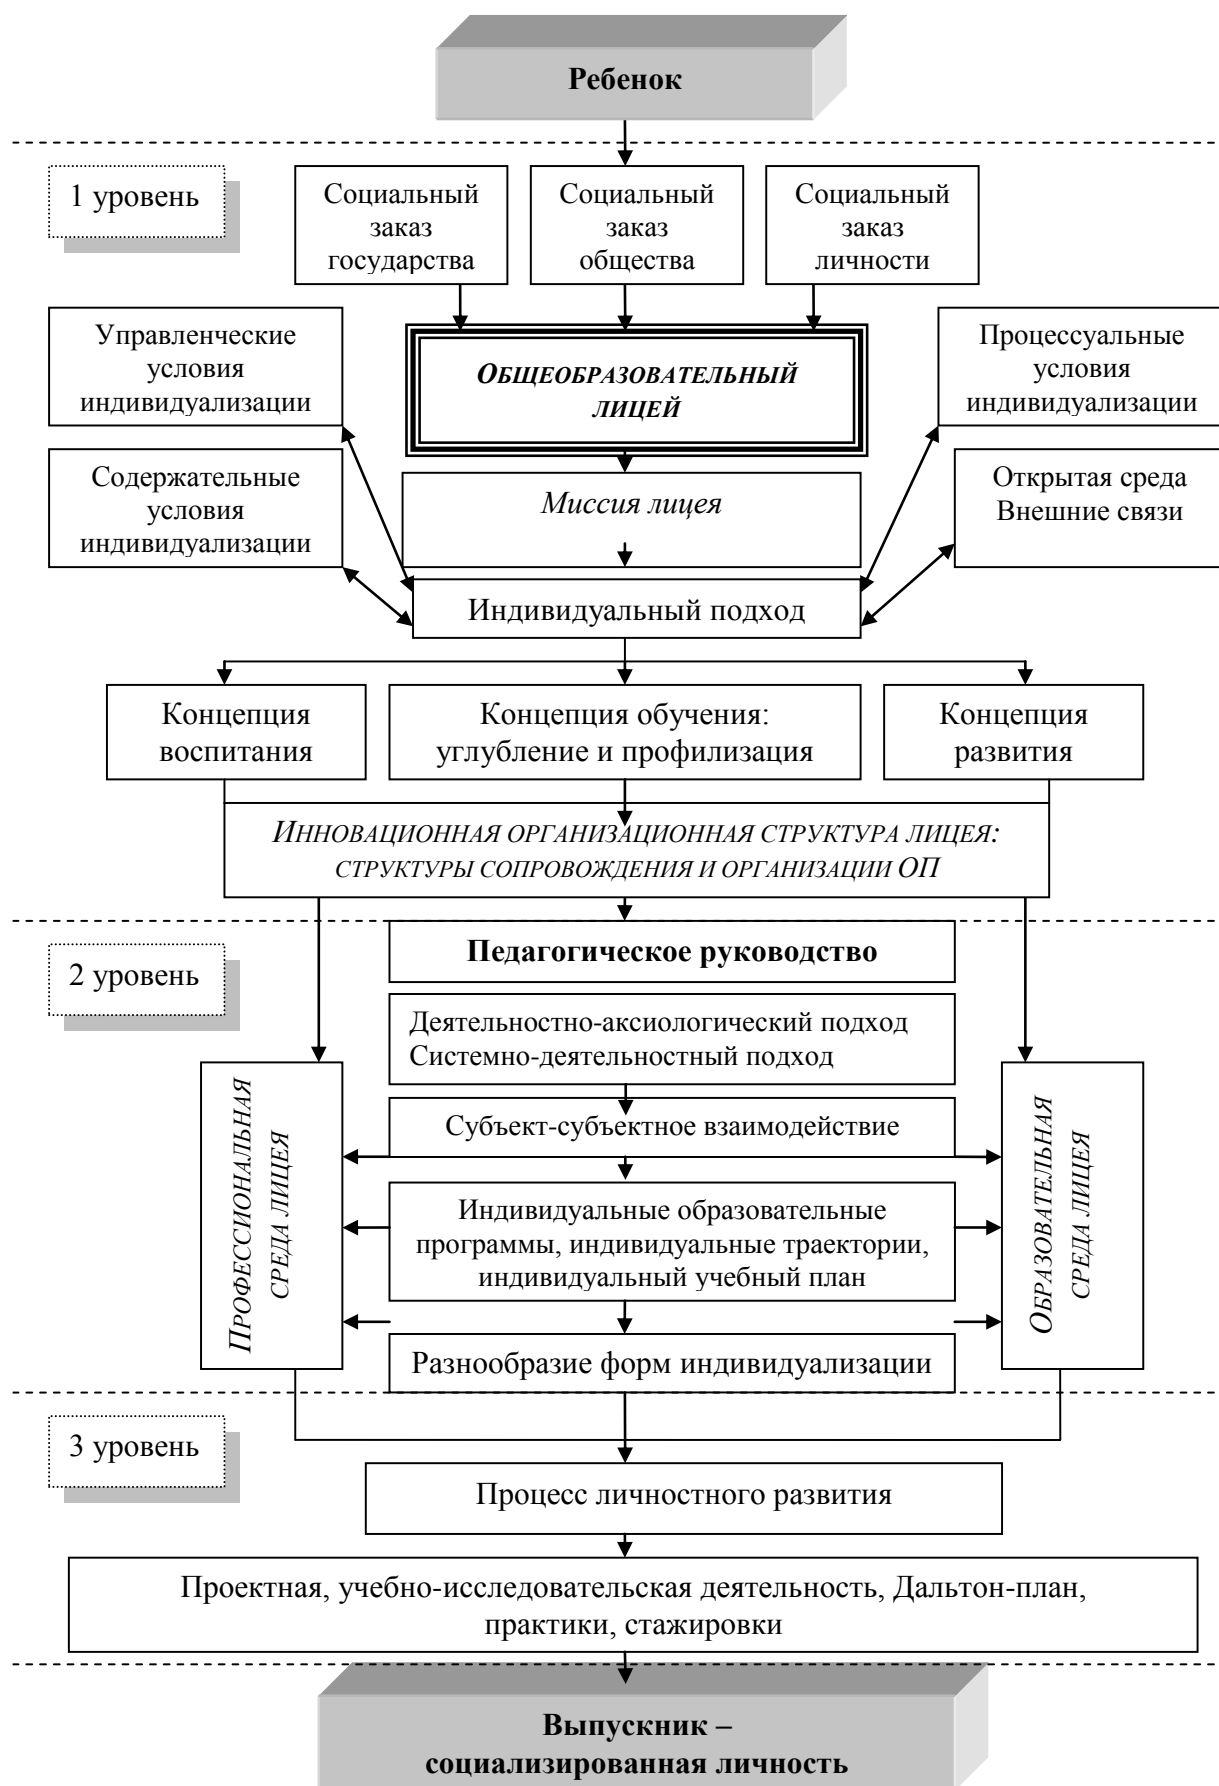 Ребенок
1 уровень
Социальный
заказ
государства
Социальный
заказ
общества
Социальный
заказ
личности
Управленческие
условия
индивидуализации
ОБЩЕОБРАЗОВАТЕЛЬНЫЙ
ЛИЦЕЙ
Процессуальные
условия
индивидуализации
Содержательные
условия
индивидуализации
Миссия лицея
Открытая среда
Внешние связи
Индивидуальный подход
Концепция
воспитания
Концепция обучения:
углубление и профилизация
Концепция
развития
ИННОВАЦИОННАЯ ОРГАНИЗАЦИОННАЯ СТРУКТУРА ЛИЦЕЯ:
СТРУКТУРЫ СОПРОВОЖДЕНИЯ И ОРГАНИЗАЦИИ ОП
2 уровень
Педагогическое руководство
Деятельностно-аксиологический подход
Системно-деятельностный подход
ПРОФЕССИОНАЛЬНАЯ
СРЕДА ЛИЦЕЯ
Субъект-субъектное взаимодействие
Индивидуальные образовательные
программы, индивидуальные траектории,
индивидуальный учебный план
Разнообразие форм индивидуализации
ОБРАЗОВАТЕЛЬНАЯ
СРЕДА ЛИЦЕЯ
3 уровень
Процесс личностного развития
Проектная, учебно-исследовательская деятельность, Дальтон-план,
практики, стажировки
Выпускник –
социализированная личность